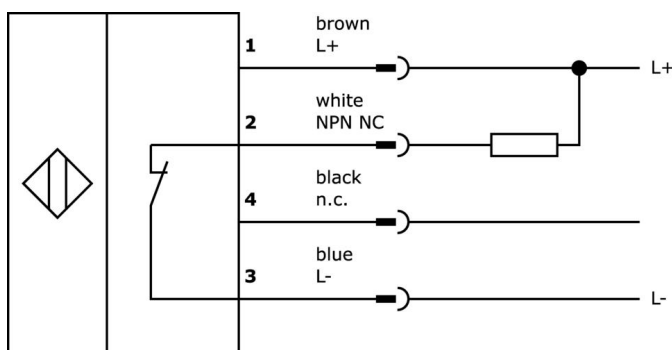 brown
1 L+ L+
white
2 NPN NC
black
4 n.c.
blue
3 L- L-